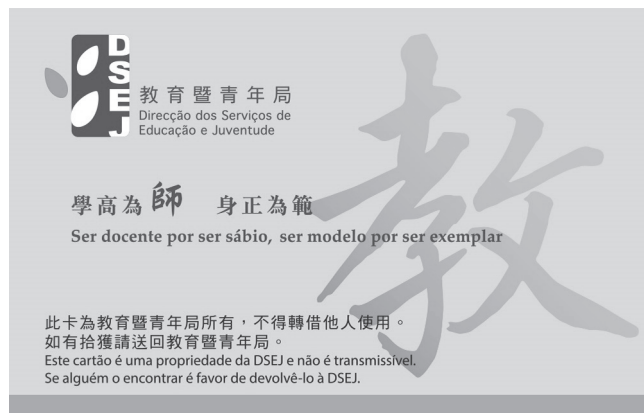 DSEJ
教育暨青年局
Direcção dos Serviços de
Educação e Juventude
教
學高為師 身正為範
Ser docente por ser sábio, ser modelo por ser exemplar
此卡為教育暨青年局所有，不得轉借他人使用。
如有拾獲請送回教育暨青年局。
Este cartão é uma propriedade da DSEJ e não é transmissível.
Se alguém o encontrar é favor de devolvê-lo à DSEJ.